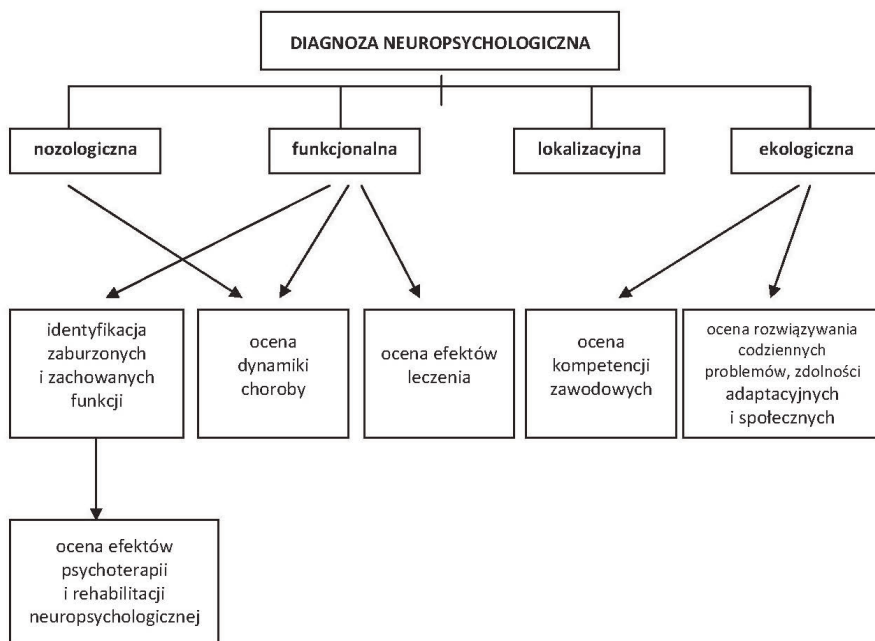 DIAGNOZA NEUROPSYCHOLOGICZNA
nozologiczna
funkcjonalna
lokalizacyjna
ekologiczna
identyfikacja
zaburzonych
i zachowanych
funkcji
ocena
dynamiki
choroby
ocena efektów
leczenia
ocena
kompetencji
zawodowych
ocena rozwiązywania
codziennych
problemów, zdolności
adaptacyjnych
i społecznych
ocena efektów
psychoterapii
i rehabilitacji
neuropsychologicznej